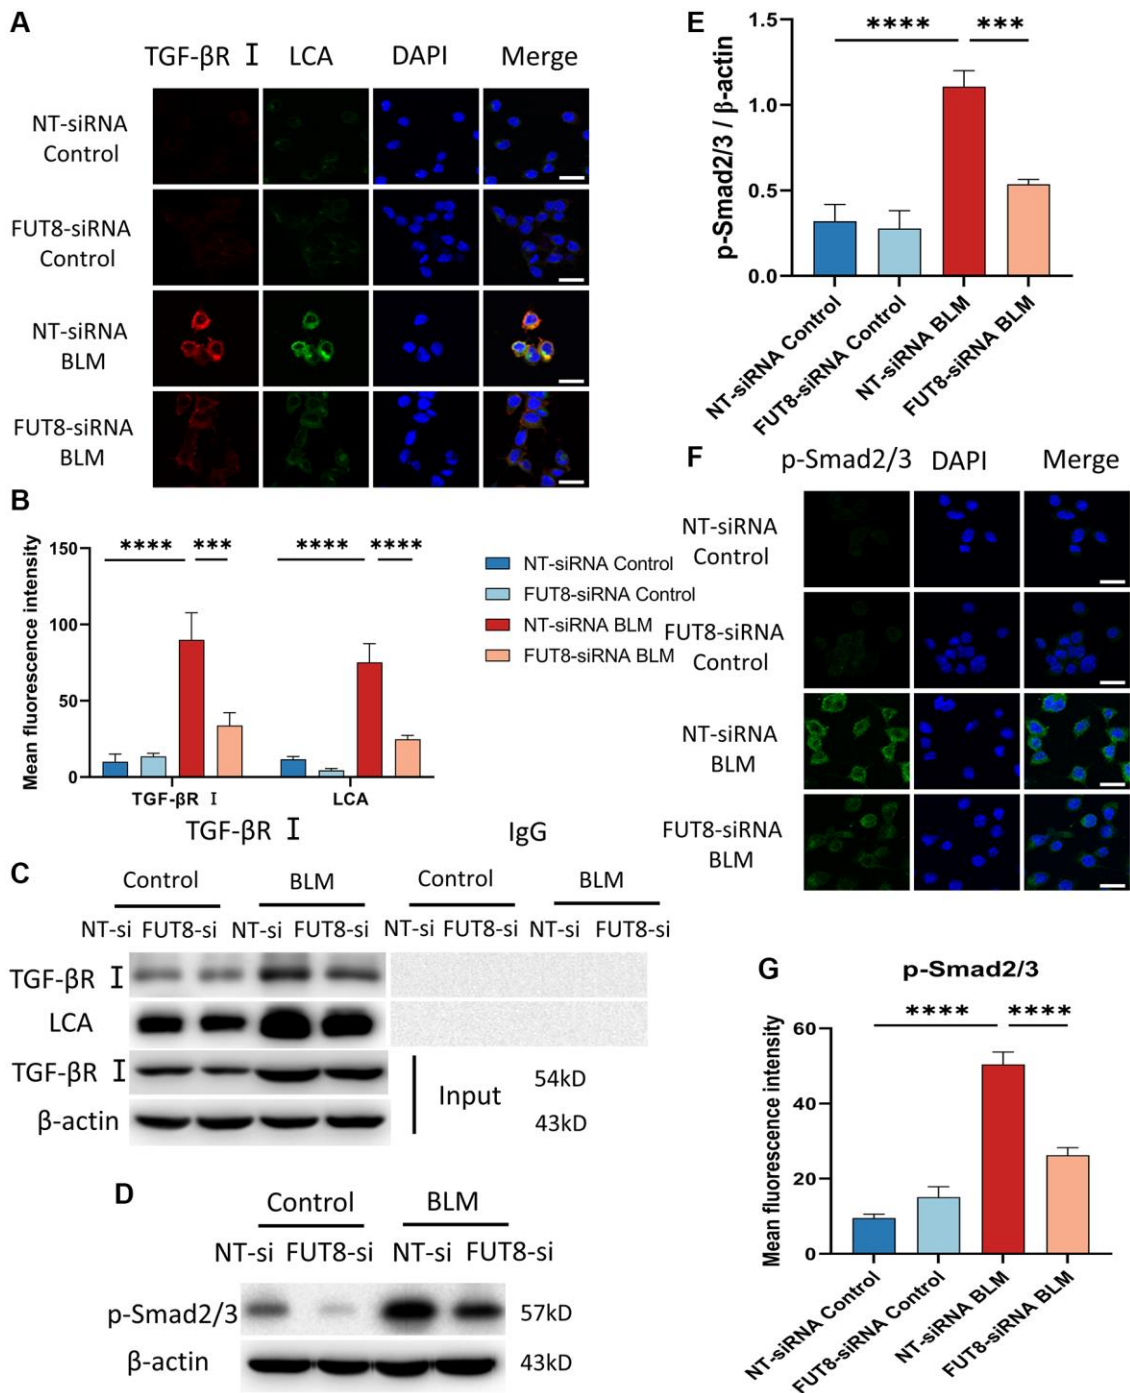 A
TGF-βR Ⅰ LCA DAPI Merge
NT-siRNA
Control
FUT8-siRNA
Control
NT-siRNA
BLM
FUT8-siRNA
BLM
B
Mean fluorescence intensity
150
100
50
0
**** *** **** ****
TGF-βR Ⅰ LCA
NT-siRNA Control
FUT8-siRNA Control
NT-siRNA BLM
FUT8-siRNA BLM
TGF-βR Ⅰ IgG
C
Control BLM Control BLM
NT-si FUT8-si NT-si FUT8-si NT-si FUT8-si NT-si FUT8-si
TGF-βR Ⅰ
LCA
TGF-βR Ⅰ 54kD
Input
β-actin 43kD
D
Control BLM
NT-si FUT8-si NT-si FUT8-si
p-Smad2/3 57kD
β-actin 43kD
E
p-Smad2/3 / β-actin
1.5
1.0
0.5
0.0
**** ***
NT-siRNA Control
FUT8-siRNA Control
NT-siRNA BLM
FUT8-siRNA BLM
F
p-Smad2/3 DAPI Merge
NT-siRNA
Control
FUT8-siRNA
Control
NT-siRNA
BLM
FUT8-siRNA
BLM
G
p-Smad2/3
Mean fluorescence intensity
60
40
20
0
**** ****
NT-siRNA Control
FUT8-siRNA Control
NT-siRNA BLM
FUT8-siRNA BLM